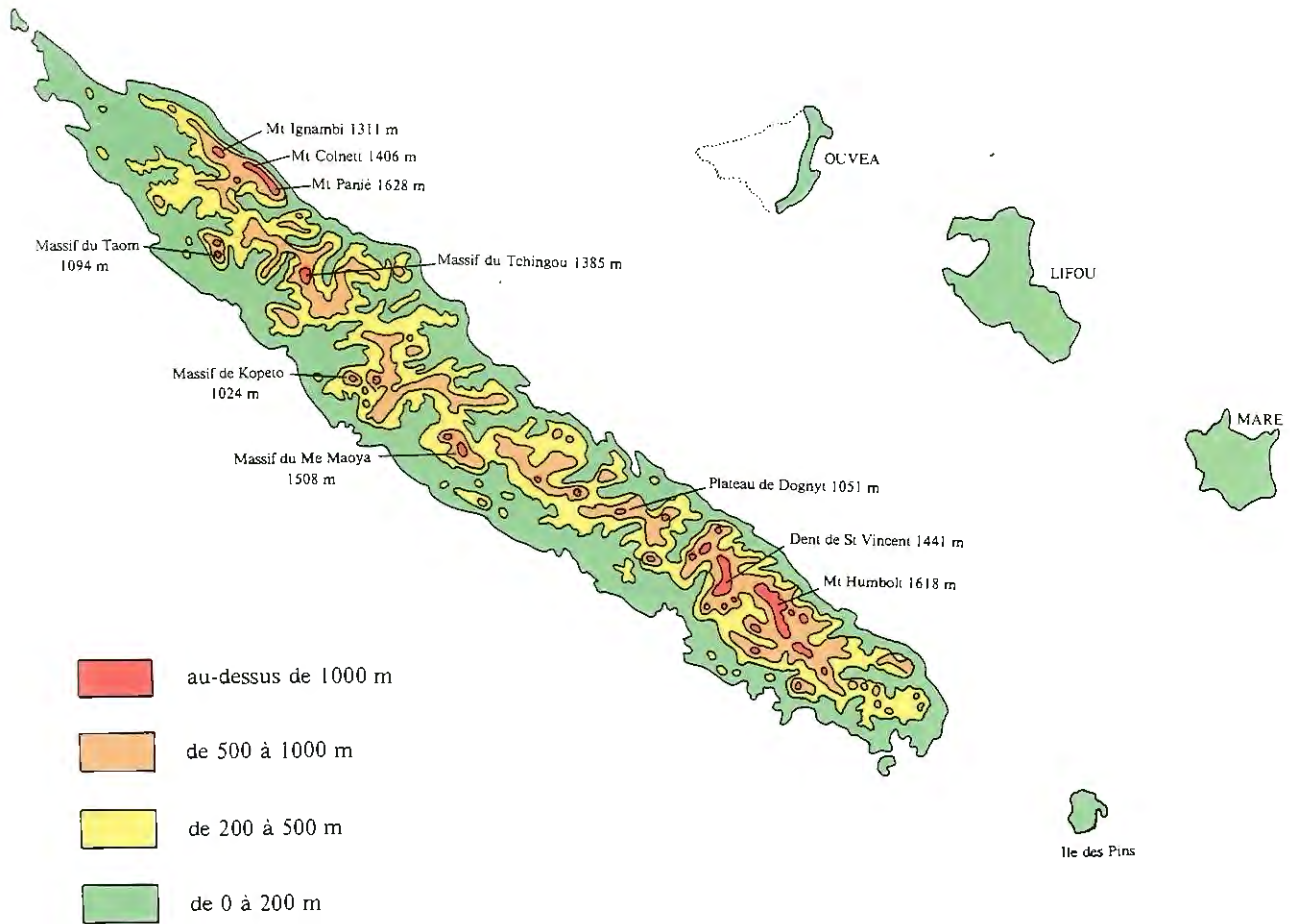 Mt Ignambi 1311 m
Mt Colnett 1406 m
Mt Panié 1628 m
OUVEA
LIFOU
Massif du Taom
1094 m
Massif du Tchingou 1385 m
Massif de Kopeto
1024 m
MARE
Massif du Me Maoya
1508 m
Plateau de Dognyt 1051 m
Dent de St Vincent 1441 m
Mt Humbolt 1618 m
au-dessus de 1000 m
de 500 à 1000 m
de 200 à 500 m
de 0 à 200 m
Ile des Pins